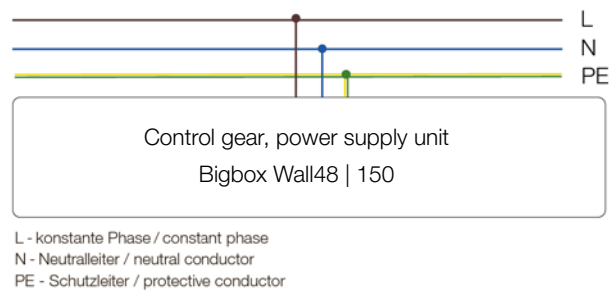 L
N
PE
Control gear, power supply unit
Bigbox Wall48 | 150
L - konstante Phase / constant phase
N - Neutralleiter / neutral conductor
PE - Schutzleiter / protective conductor